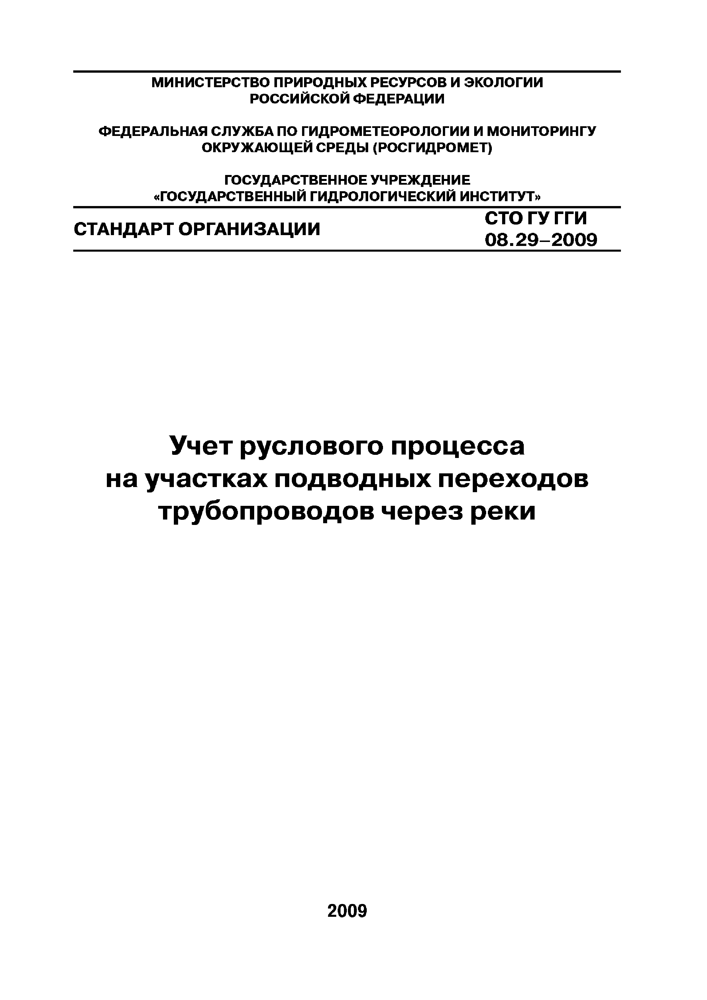 МИНИСТЕРСТВО ПРИРОДНЫХ РЕСУРСОВ И ЭКОЛОГИИ
РОССИЙСКОЙ ФЕДЕРАЦИИ
ФЕДЕРАЛЬНАЯ СЛУЖБА ПО ГИДРОМЕТЕОРОЛОГИИ И МОНИТОРИНГУ
ОКРУЖАЮЩЕЙ СРЕДЫ (РОСГИДРОМЕТ)
ГОСУДАРСТВЕННОЕ УЧРЕЖДЕНИЕ
«ГОСУДАРСТВЕННЫЙ ГИДРОЛОГИЧЕСКИЙ ИНСТИТУТ»
СТАНДАРТ ОРГАНИЗАЦИИ
СТО ГУ ГГИ
08.29–2009
Учет руслового процесса
на участках подводных переходов
трубопроводов через реки
2009